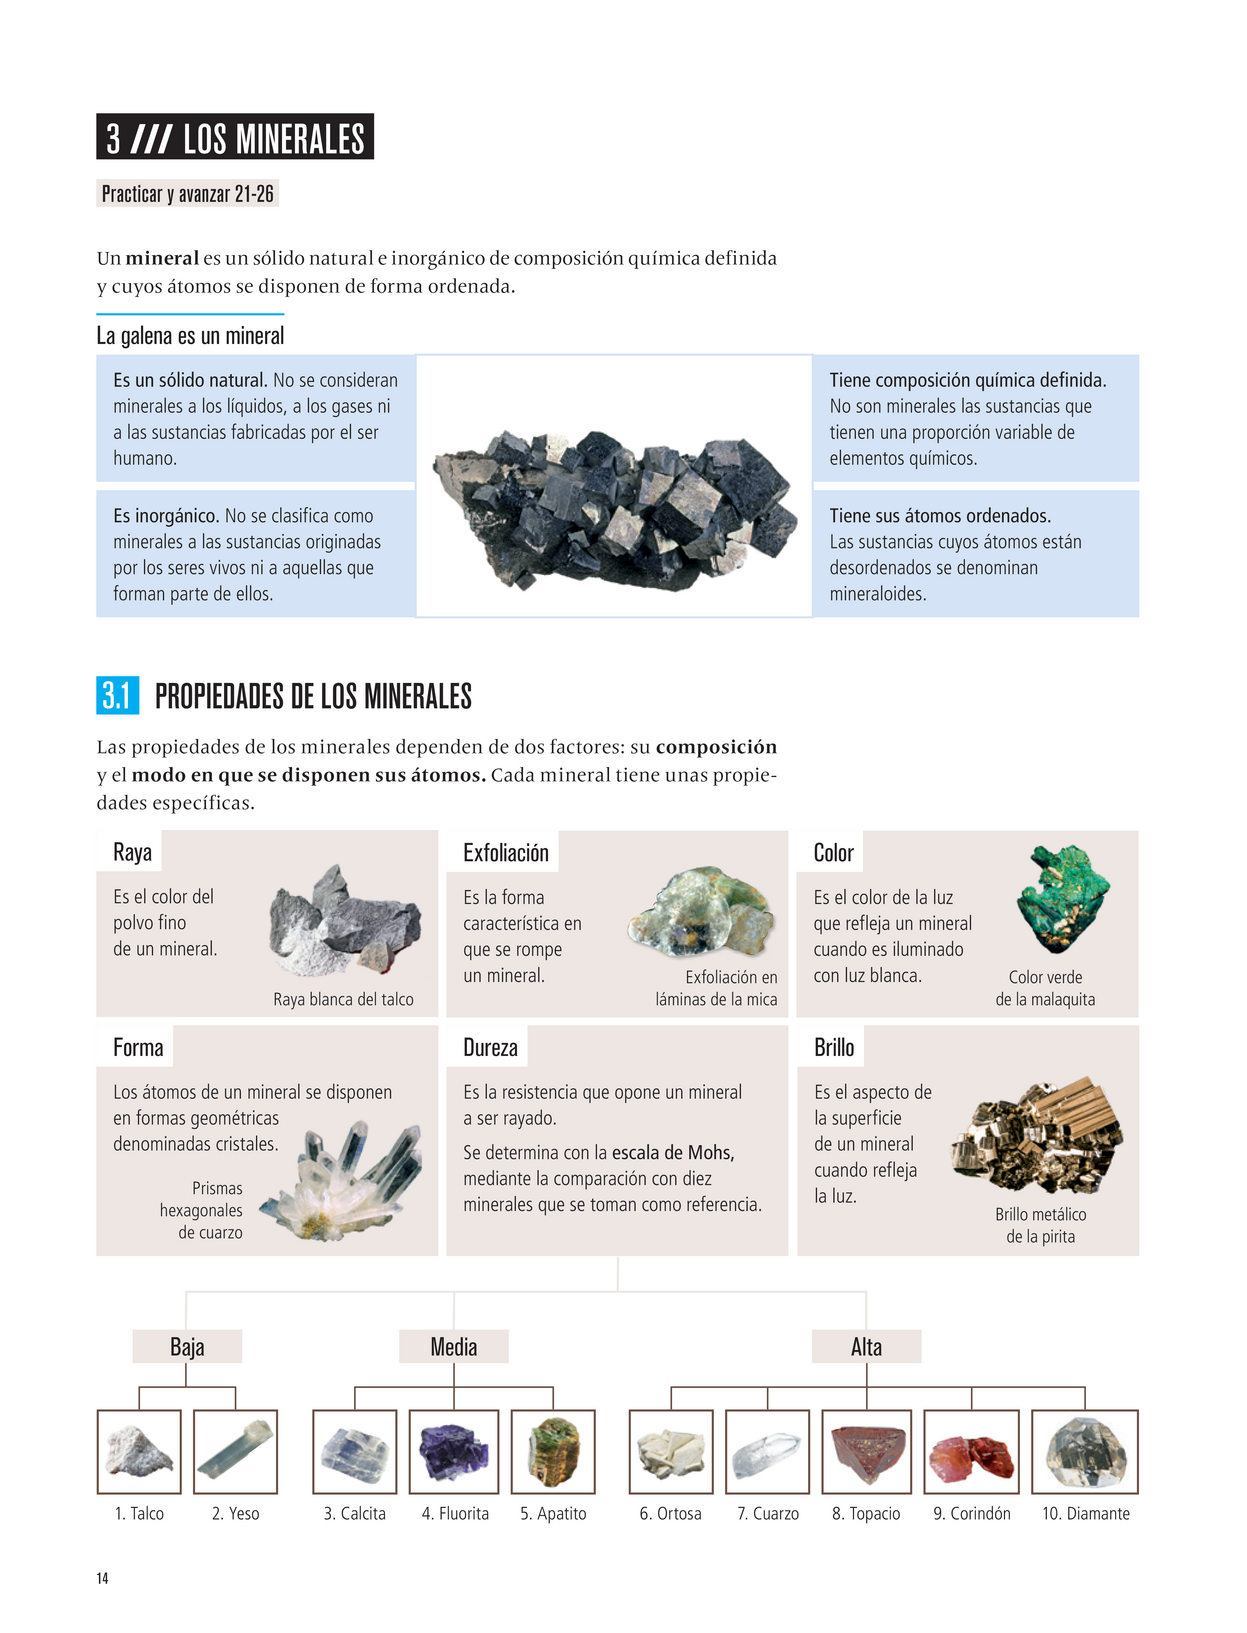 3 /// LOS MINERALES
Practicar y avanzar 21-26
Un mineral es un sólido natural e inorgánico de composición química definida
y cuyos átomos se disponen de forma ordenada.
La galena es un mineral
Es un sólido natural. No se consideran
minerales a los líquidos, a los gases ni
a las sustancias fabricadas por el ser
humano.
Es inorgánico. No se clasifica como
minerales a las sustancias originadas
por los seres vivos ni a aquellas que
forman parte de ellos.
Tiene composición química definida.
No son minerales las sustancias que
tienen una proporción variable de
elementos químicos.
Tiene sus átomos ordenados.
Las sustancias cuyos átomos están
desordenados se denominan
mineraloides.
3.1 PROPIEDADES DE LOS MINERALES
Las propiedades de los minerales dependen de dos factores: su composición
y el modo en que se disponen sus átomos. Cada mineral tiene unas propie-
dades específicas.
Raya
Es el color del
polvo fino
de un mineral.
Raya blanca del talco
Exfoliación
Es la forma
característica en
que se rompe
un mineral.
Exfoliación en
láminas de la mica
Color
Es el color de la luz
que refleja un mineral
cuando es iluminado
con luz blanca.
Color verde
de la malaquita
Forma
Los átomos de un mineral se disponen
en formas geométricas
denominadas cristales.
Prismas
hexagonales
de cuarzo
Dureza
Es la resistencia que opone un mineral
a ser rayado.
Se determina con la escala de Mohs,
mediante la comparación con diez
minerales que se toman como referencia.
Brillo
Es el aspecto de
la superficie
de un mineral
cuando refleja
la luz.
Brillo metálico
de la pirita
Baja
Media
Alta
1. Talco
2. Yeso
3. Calcita
4. Fluorita
5. Apatito
6. Ortosa
7. Cuarzo
8. Topacio
9. Corindón
10. Diamante
14